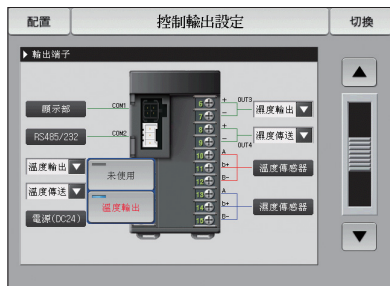 配置
控制輸出設定
切換
▶ 輸出端子
顯示部
COM1
RS485/232
COM2
溫度輸出 ▼
溫度傳送 ▼
電源(DC24)
未使用
溫度輸出
6 +
7 -
8 +
9 -
10 A
11 b+
12 B-
13 A
14 b+
15 B-
OUT3
濕度輸出 ▼
濕度傳送 ▼
OUT4
溫度傳感器
濕度傳感器
▲
▼